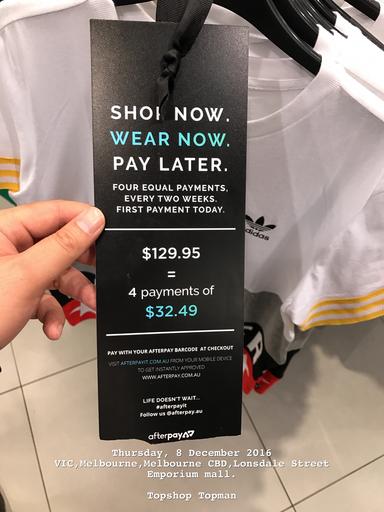 SHOP NOW.
WEAR NOW.
PAY LATER.
FOUR EQUAL PAYMENTS,
EVERY TWO WEEKS.
FIRST PAYMENT TODAY.
adidas
$129.95
=
4 payments of
$32.49
PAY WITH YOUR AFTERPAY BARCODE AT CHECKOUT
VISIT AFTERPAYIT.COM.AU FROM YOUR MOBILE DEVICE
TO GET INSTANTLY APPROVED
WWW.AFTERPAY.COM.AU
LIFE DOESN'T WAIT...
#afterpayit
Follow us @afterpay.au
afterpay
Thursday, 8 December 2016
VIC,Melbourne,Melbourne CBD,Lonsdale Street
Emporium mall.
Topshop Topman